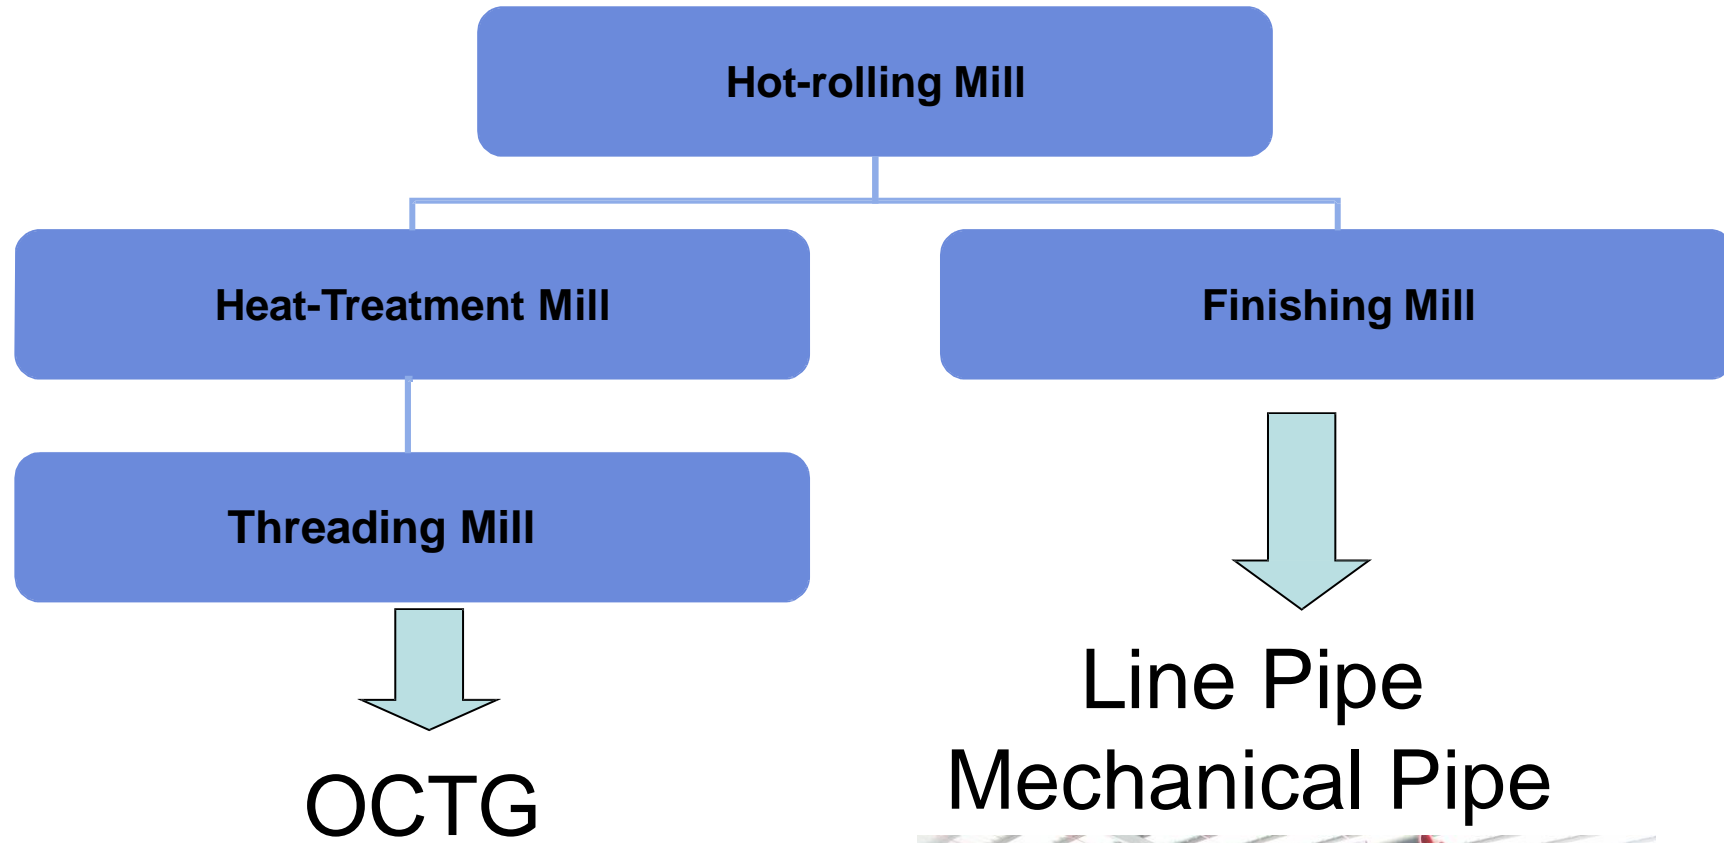 Hot-rolling Mill
Heat-Treatment Mill
Finishing Mill
Threading Mill
Line Pipe
Mechanical Pipe
OCTG